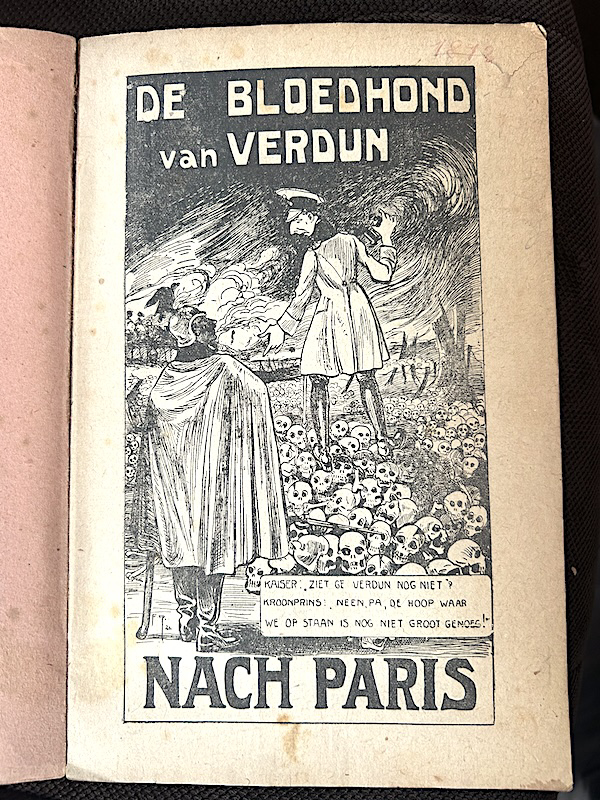 DE BLOEDHOND
van VERDUN
KAISER: „ZIET GE VERDUN NOG NIET"?
KROONPRINS: „NEEN, PA, DE HOOP WAAR
WE OP STAAN IS NOG NIET GROOT GENOEG!"
NACH PARIS